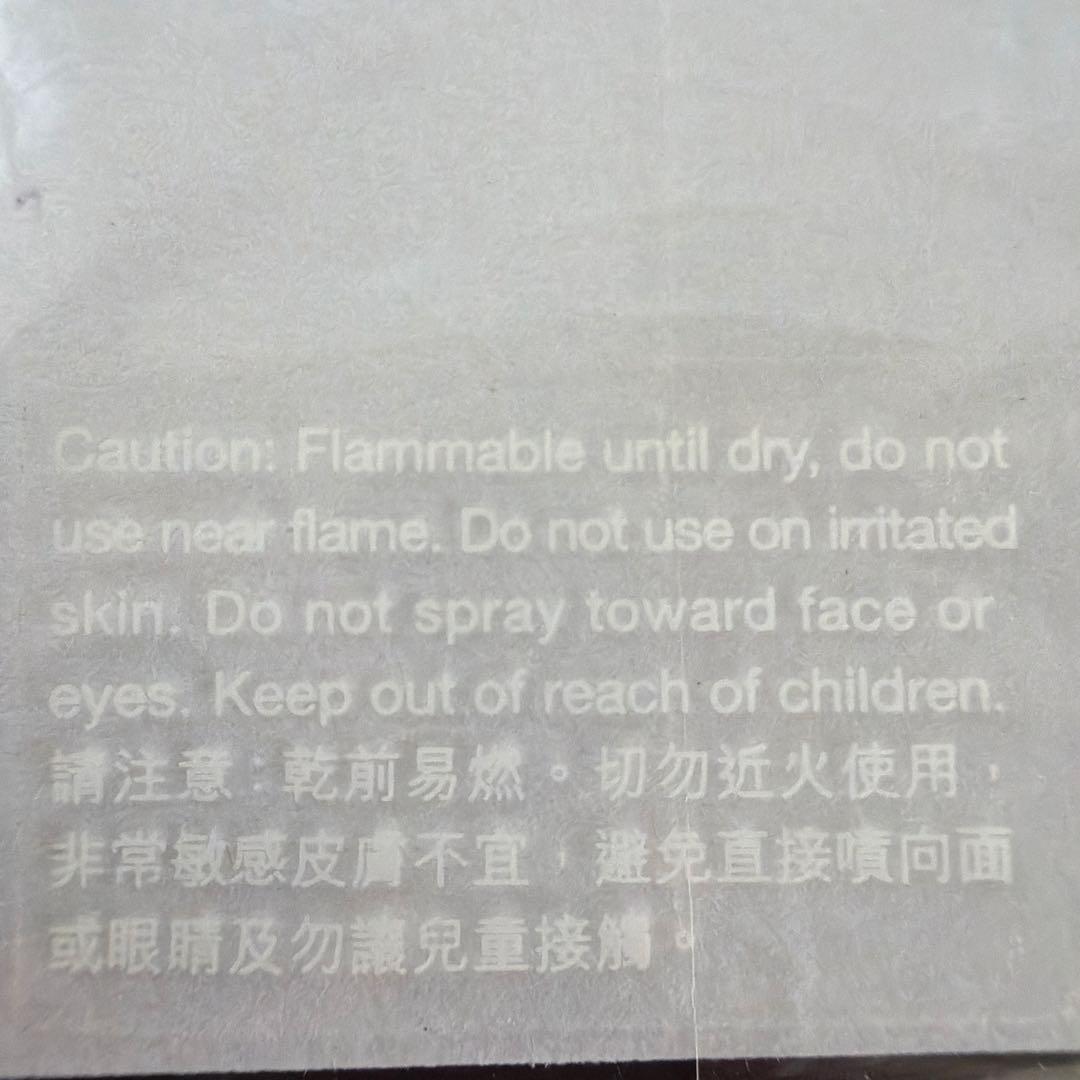 Caution: Flammable until dry, do not
use near flame. Do not use on irritated
skin. Do not spray toward face or
eyes. Keep out of reach of children.
請注意:乾前易燃。切勿近火使用，
非常敏感皮膚不宜，避免直接噴向面
或眼睛及勿讓兒童接觸。